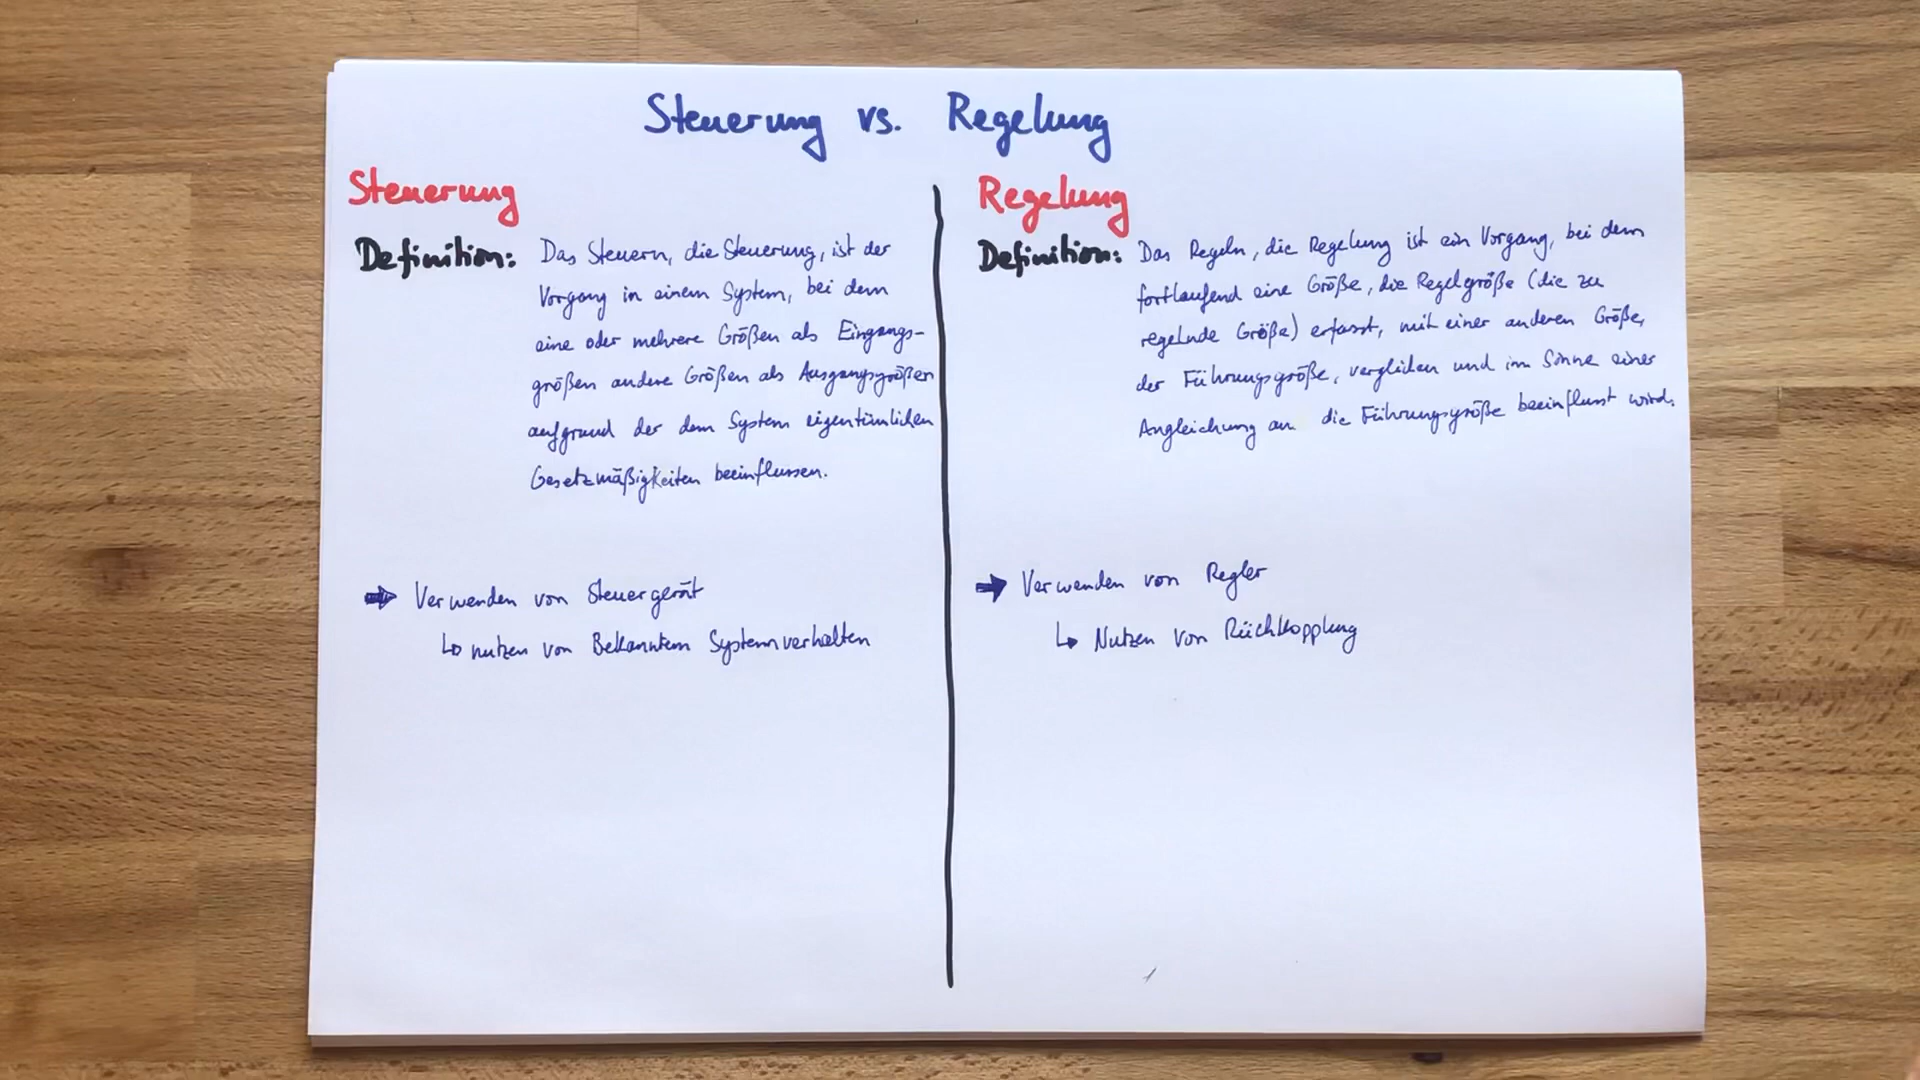 Steuerung vs. Regelung
Steuerung
Definition: Das Steuern, die Steuerung, ist der
Vorgang in einem System, bei dem
eine oder mehrere Größen als Eingangs-
größen andere Größen als Ausgangsgrößen
aufgrund der dem System eigentümlichen
Gesetzmäßigkeiten beeinflussen.
➡ Verwenden von Steuergerät
↳ nutzen von Bekanntem Systemverhalten
Regelung
Definition: Das Regeln, die Regelung ist ein Vorgang, bei dem
fortlaufend eine Größe, die Regelgröße (die zu
regelnde Größe) erfasst, mit einer anderen Größe,
der Führungsgröße, verglichen und im Sinne einer
Angleichung an die Führungsgröße beeinflusst wird.
➡ Verwenden von Regler
↳ Nutzen von Rückkopplung